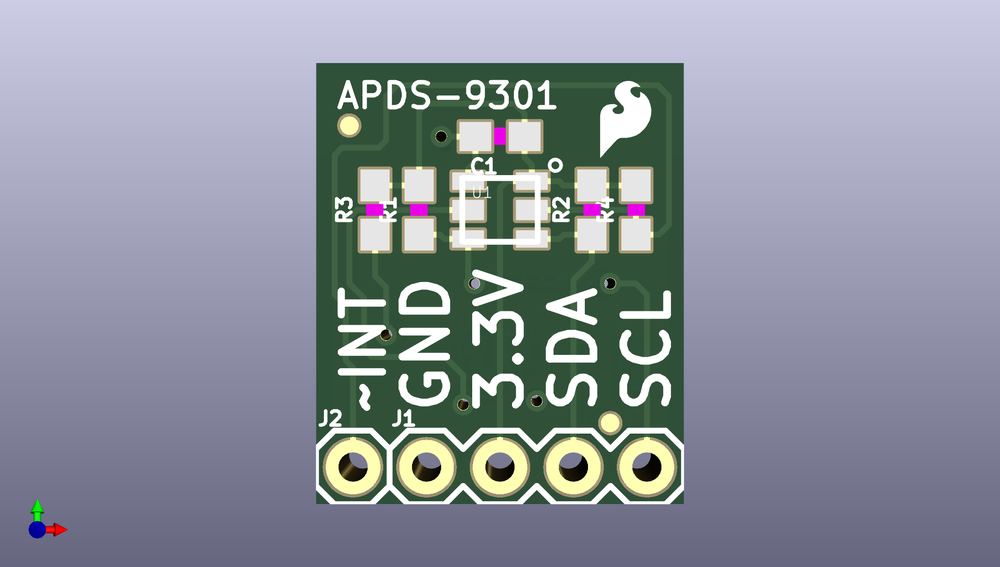 APDS-9301
C1
U1
R3
R1
R2
R4
~INT
GND
3.3V
SDA
SCL
J2
J1